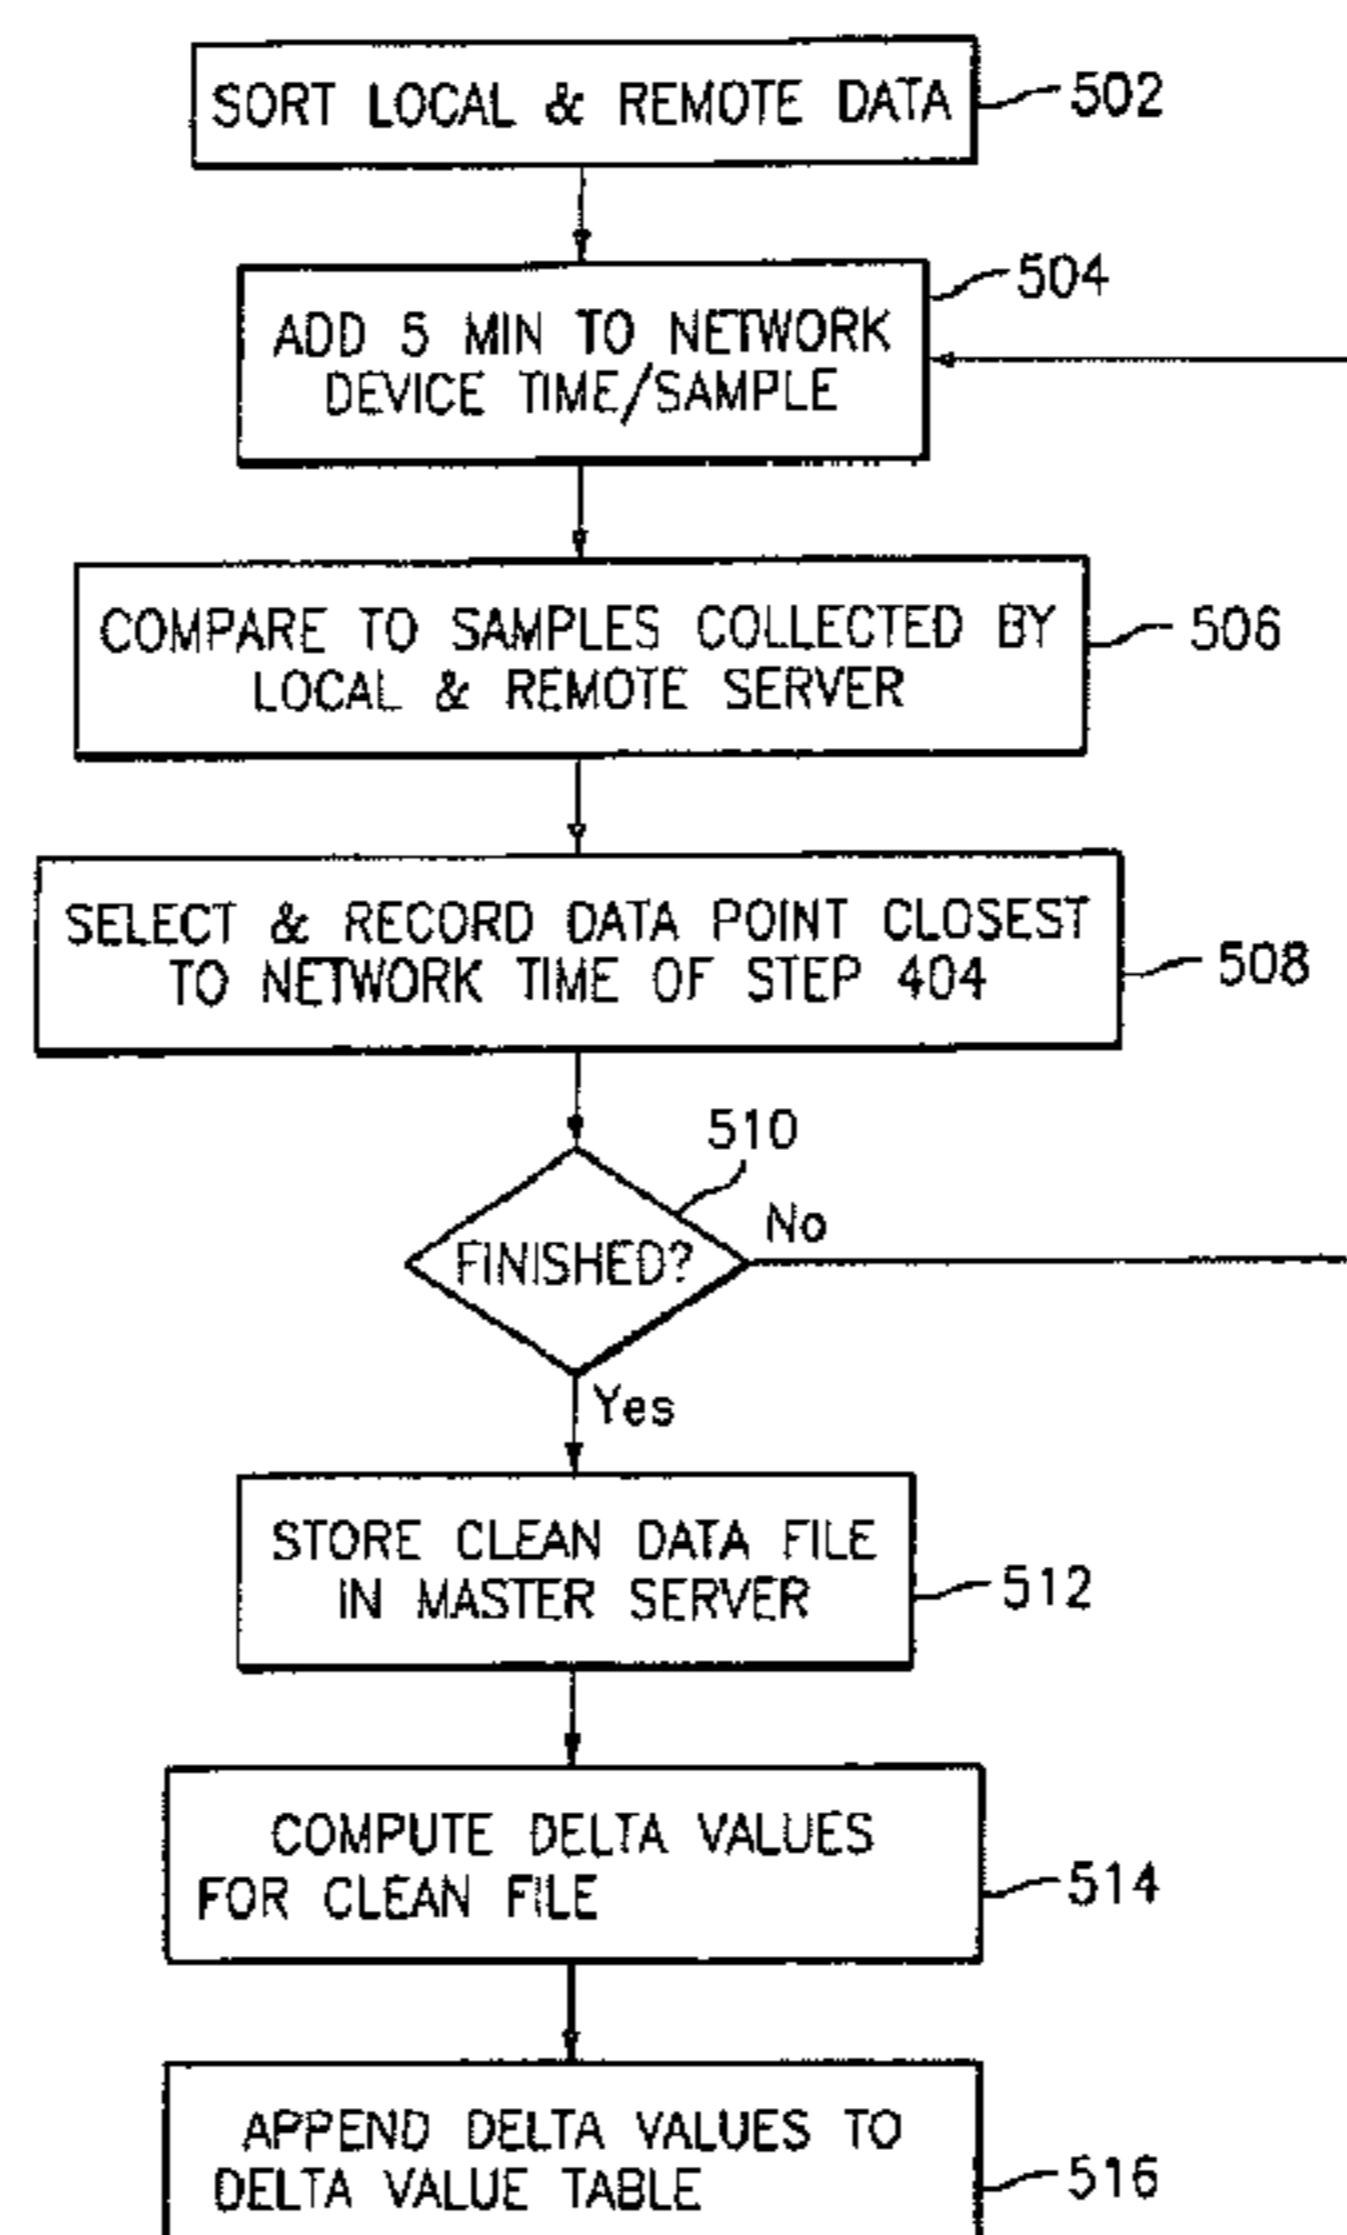 SORT LOCAL & REMOTE DATA
502
504
ADD 5 MIN TO NETWORK
DEVICE TIME/SAMPLE
COMPARE TO SAMPLES COLLECTED BY
LOCAL & REMOTE SERVER
506
SELECT & RECORD DATA POINT CLOSEST
TO NETWORK TIME OF STEP 404
508
510
No
FINISHED?
Yes
STORE CLEAN DATA FILE
IN MASTER SERVER
512
COMPUTE DELTA VALUES
FOR CLEAN FILE
514
APPEND DELTA VALUES TO
DELTA VALUE TABLE
516